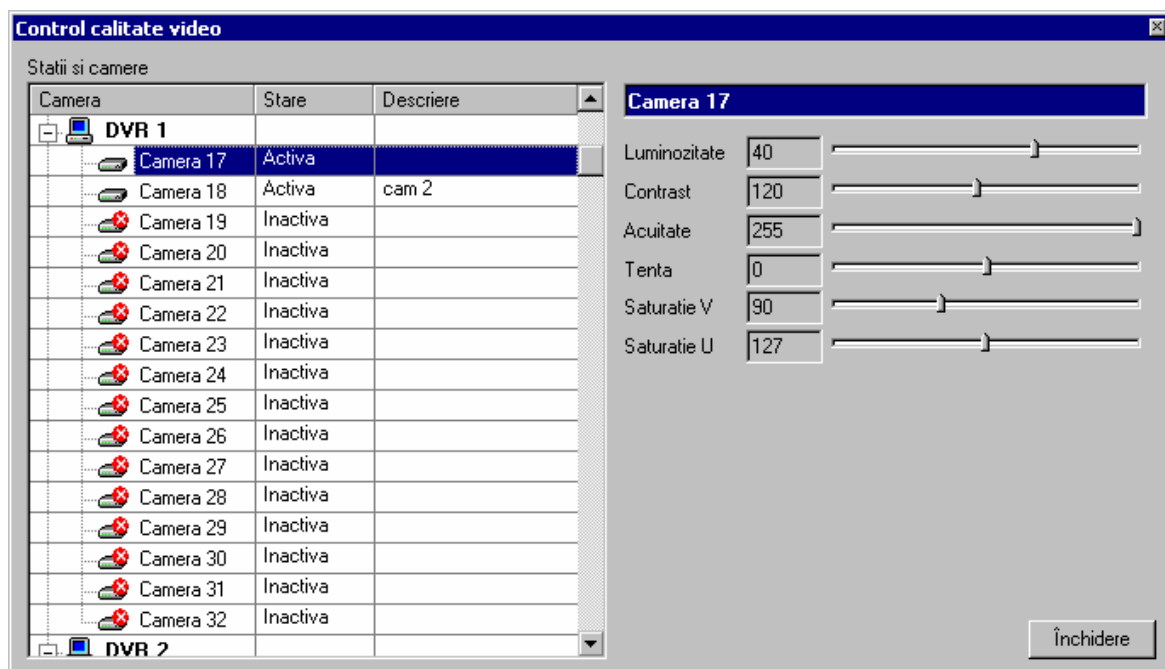 Control calitate video
Statii si camere
Camera Stare Descriere
DVR 1
Camera 17 Activa
Camera 18 Activa cam 2
Camera 19 Inactiva
Camera 20 Inactiva
Camera 21 Inactiva
Camera 22 Inactiva
Camera 23 Inactiva
Camera 24 Inactiva
Camera 25 Inactiva
Camera 26 Inactiva
Camera 27 Inactiva
Camera 28 Inactiva
Camera 29 Inactiva
Camera 30 Inactiva
Camera 31 Inactiva
Camera 32 Inactiva
DVR 2
Camera 17
Luminozitate 40
Contrast 120
Acuitate 255
Tenta 0
Saturatie V 90
Saturatie U 127
Închidere